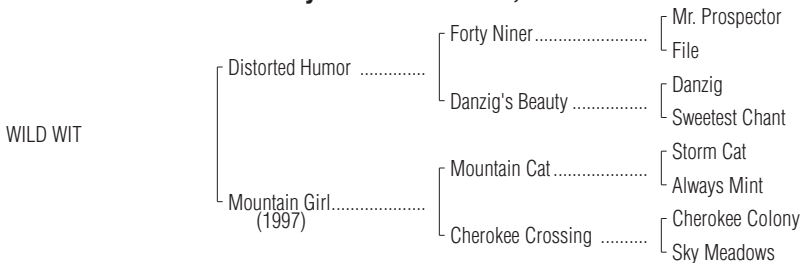 Mr. Prospector
Forty Niner.......................
File
Distorted Humor ..............
Danzig
Danzig's Beauty ................
Sweetest Chant
WILD WIT
Storm Cat
Mountain Cat....................
Always Mint
Mountain Girl....................
(1997)
Cherokee Colony
Cherokee Crossing ..........
Sky Meadows